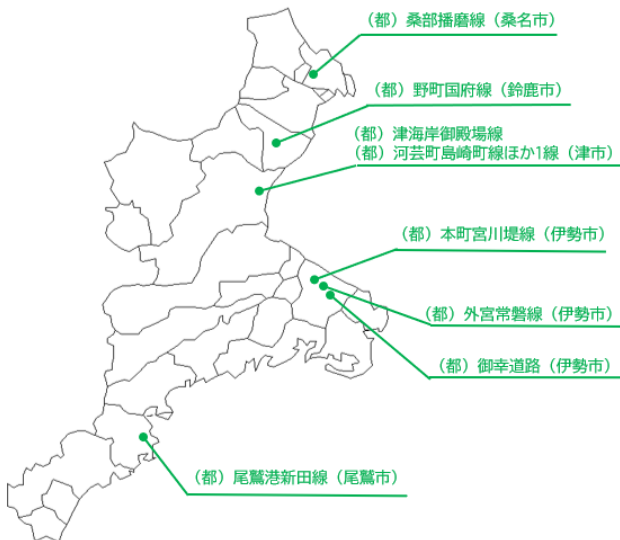 （都）桑部播磨線（桑名市）
（都）野町国府線（鈴鹿市）
（都）津海岸御殿場線
（都）河芸町島崎町線ほか1線（津市）
（都）本町宮川堤線（伊勢市）
（都）外宮常磐線（伊勢市）
（都）御幸道路（伊勢市）
（都）尾鷲港新田線（尾鷲市）